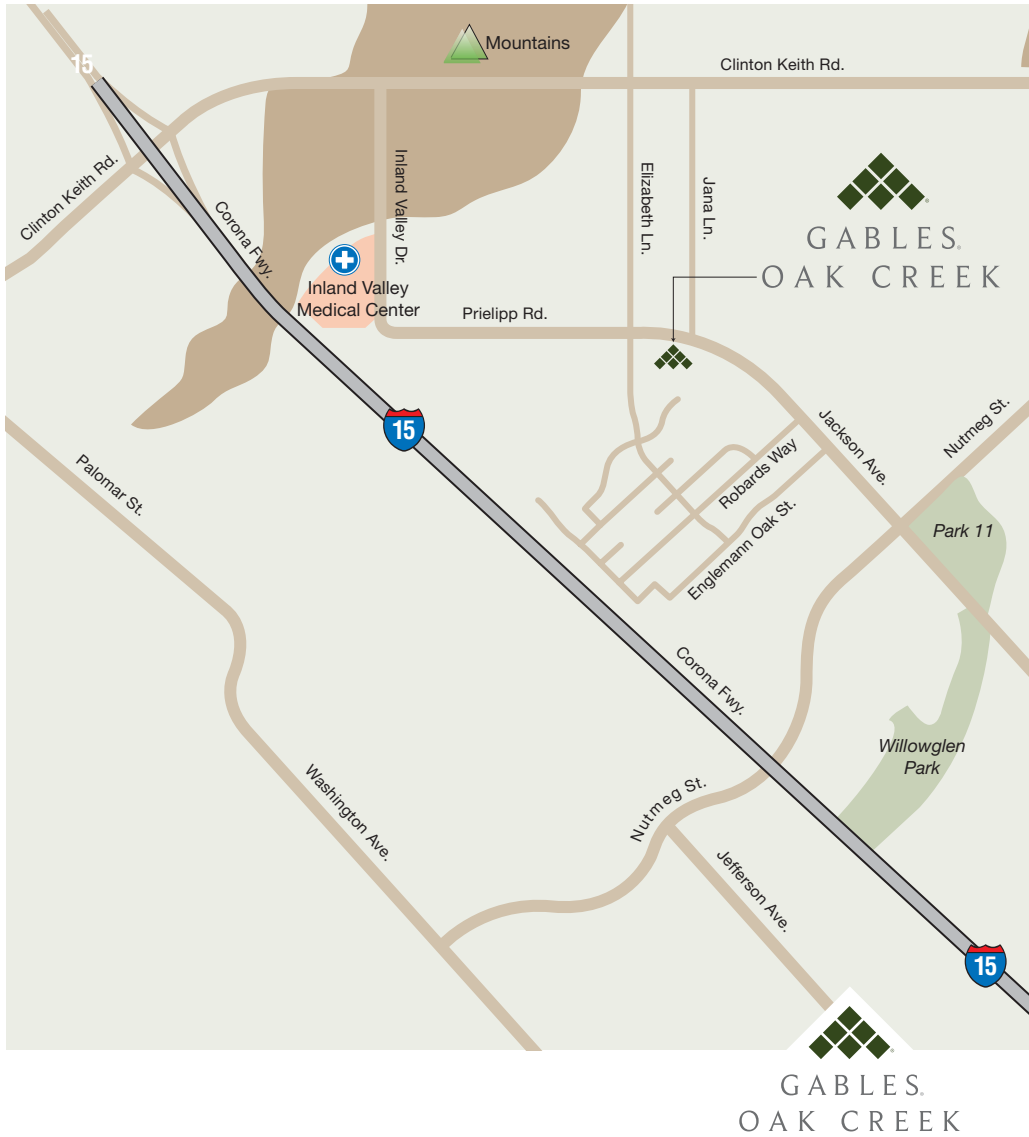 15
Mountains
Clinton Keith Rd.
Clinton Keith Rd.
Corona Fwy.
Inland Valley Dr.
Elizabeth Ln.
Jana Ln.
GABLES®
OAK CREEK
Inland Valley
Medical Center
Prielipp Rd.
15
Palomar St.
Jackson Ave.
Nutmeg St.
Robards Way
Englemann Oak St.
Park 11
Corona Fwy.
Willowglen
Park
Washington Ave.
Nutmeg St.
Jefferson Ave.
15
GABLES®
OAK CREEK